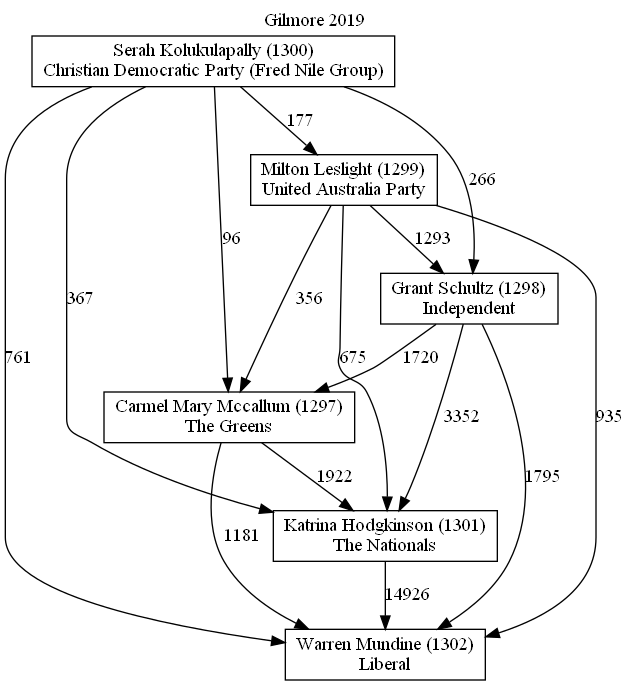 Gilmore 2019
Serah Kolukulapally (1300)
Christian Democratic Party (Fred Nile Group)
177
Milton Leslight (1299)
United Australia Party
266
96
1293
Grant Schultz (1298)
Independent
367
356
761
675
1720
3352
935
Carmel Mary Mccallum (1297)
The Greens
1922
1795
Katrina Hodgkinson (1301)
The Nationals
1181
14926
Warren Mundine (1302)
Liberal